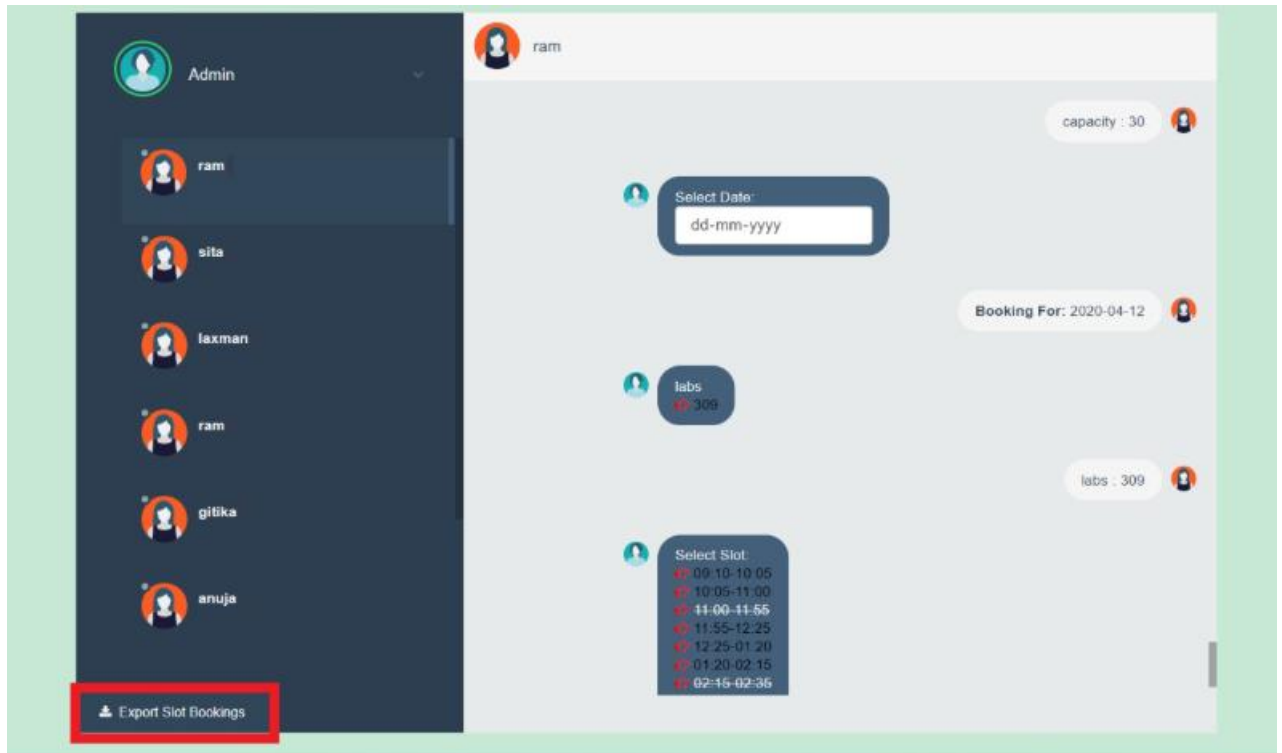 Admin
ram
sita
laxman
ram
gitika
anuja
Export Slot Bookings
ram
capacity : 30
Select Date:
dd-mm-yyyy
Booking For: 2020-04-12
labs
309
labs : 309
Select Slot:
09:10-10:05
10:05-11:00
11:00-11:55
11:55-12:25
12:25-01:20
01:20-02:15
02:15-02:35